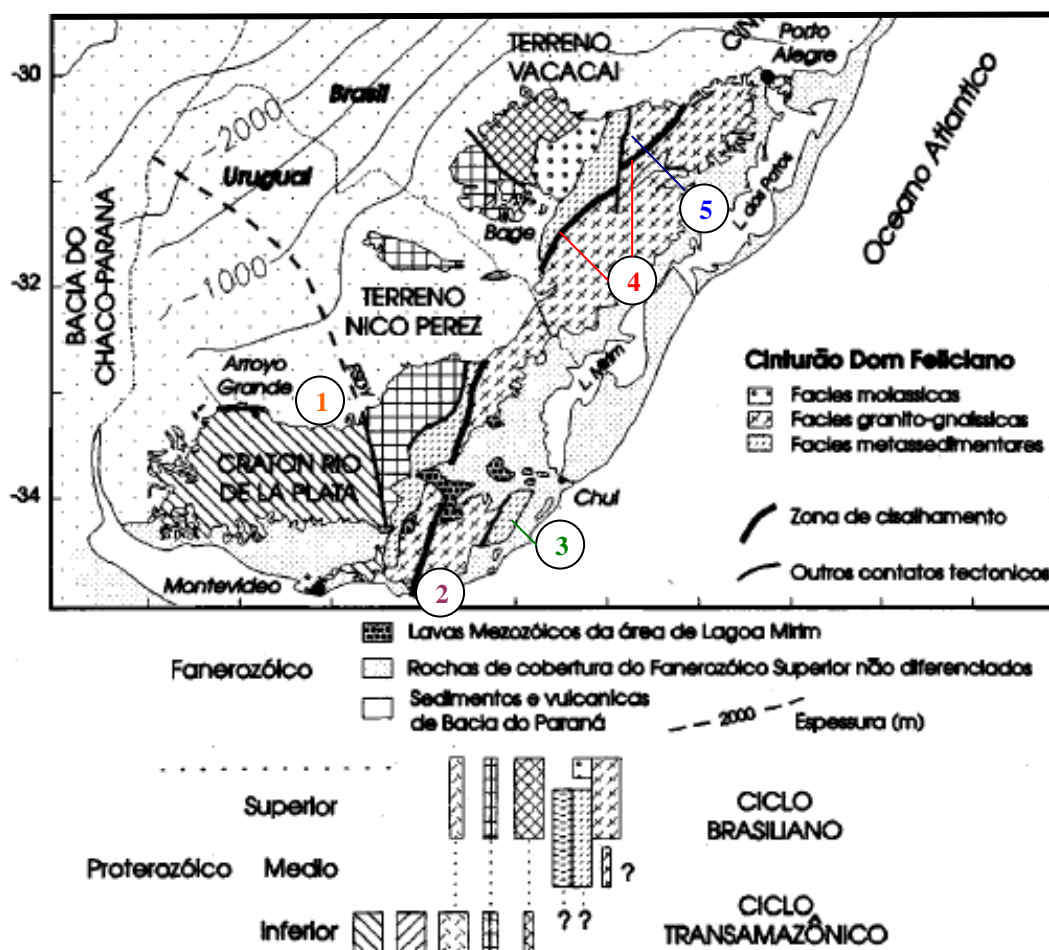 CIN
Porto
Alegre
TERRENO
VACACAI
-30
Brasil
-2000
Uruguai
5
L. dos Patos
Oceano Atlantico
Bage
4
-32
-1000
BACIA DO
CHACO-PARANA
TERRENO
NICO PEREZ
Arroyo
Grande
1
L. Mirim
Cinturão Dom Feliciano
Facies molassicas
Facies granito-gnaissicas
Facies metassedimentares
CRATON RIO
DE LA PLATA
-34
Chui
Zona de cisalhamento
3
Montevideo
2
Outros contatos tectonicos
Lavas Mezozóicos da área de Lagoa Mirim
Fanerozóico
Rochas de cobertura do Fanerozóico Superior não diferenciados
Sedimentos e vulcanicas
de Bacia do Paraná
2000
Espessura (m)
Superior
CICLO
BRASILIANO
Proterozóico
Medio
?
? ?
Inferior
CICLO
TRANSAMAZÔNICO